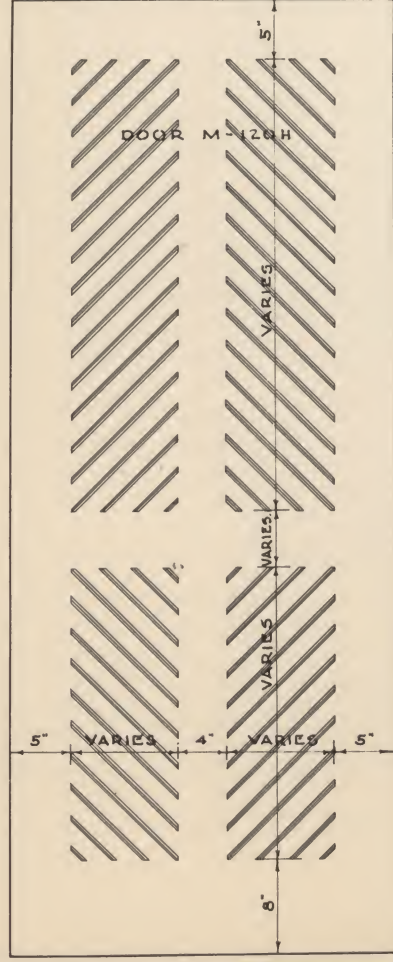 5"
DOOR M-120H
VARIES
VARIES
VARIES
5" VARIES 4" VARIES 5"
8"